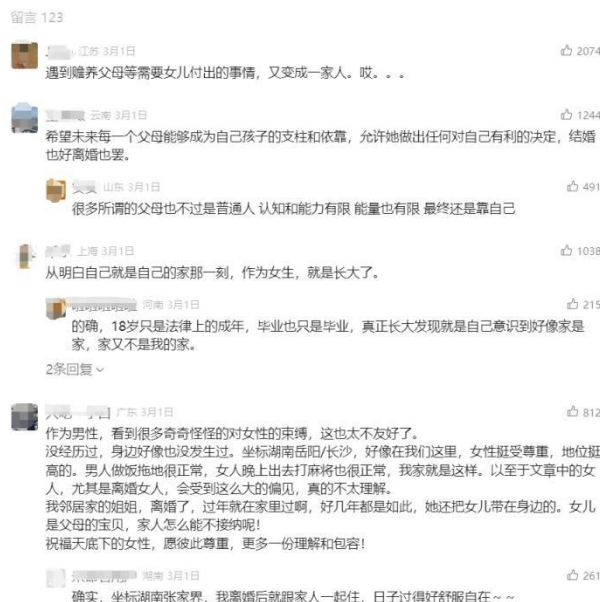 留言 123
江苏 3月1日 2074
遇到赡养父母等需要女儿付出的事情，又变成一家人。哎。。。
云南 3月1日 1244
希望未来每一个父母能够成为自己孩子的支柱和依靠，允许她做出任何对自己有利的决定，结婚
也好离婚也罢。
山东 3月1日 491
很多所谓的父母也不过是普通人 认知和能力有限 能量也有限 最终还是靠自己
上海 3月1日 1038
从明白自己就是自己的家那一刻，作为女生，就是长大了。
河南 3月1日 215
的确，18岁只是法律上的成年，毕业也只是毕业，真正长大发现就是自己意识到好像家是
家，家又不是我的家。
2条回复
广东 3月1日 812
作为男性，看到很多奇奇怪怪的对女性的束缚，这也太不友好了。
没经历过，身边好像也没发生过。坐标湖南岳阳/长沙，好像在我们这里，女性挺受尊重，地位挺
高的。男人做饭拖地很正常，女人晚上出去打麻将也很正常，我家就是这样。以至于文章中的女
人，尤其是离婚女人，会受到这么大的偏见，真的不太理解。
我邻居家的姐姐，离婚了，过年就在家里过啊，好几年都是如此，她还把女儿带在身边的。女儿
是父母的宝贝，家人怎么能不接纳呢！
祝福天底下的女性，愿彼此尊重，更多一份理解和包容！
湖南 3月1日 261
确实，坐标湖南张家界，我离婚后就跟家人一起住，日子过得好舒服自在～～